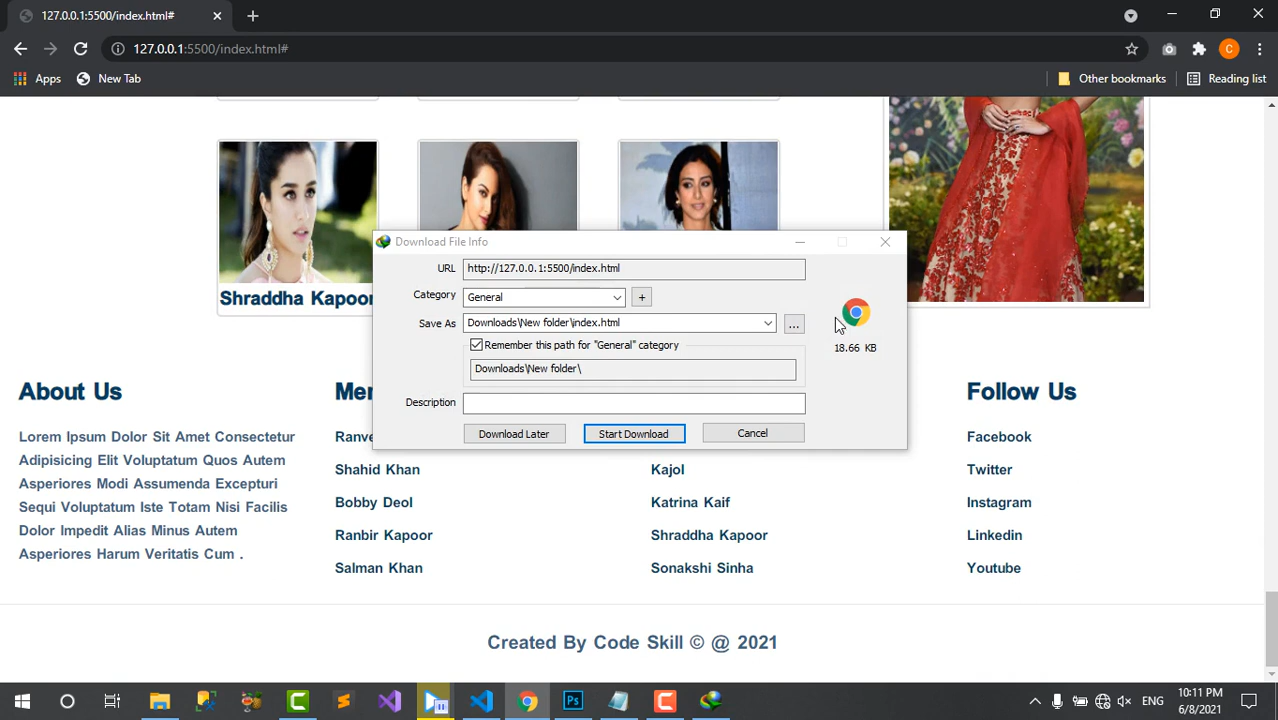 127.0.0.1:5500/index.html#
127.0.0.1:5500/index.html#
Apps
New Tab
Other bookmarks
Reading list
C
Shraddha Kapoor
Download File Info
URL
http://127.0.0.1:5500/index.html
Category
General
+
Save As
Downloads\New folder\index.html
...
18.66 KB
Remember this path for "General" category
Downloads\New folder\
Description
Download Later
Start Download
Cancel
About Us
Lorem Ipsum Dolor Sit Amet Consectetur
Adipisicing Elit Voluptatum Quos Autem
Asperiores Modi Assumenda Excepturi
Sequi Voluptatum Iste Totam Nisi Facilis
Dolor Impedit Alias Minus Autem
Asperiores Harum Veritatis Cum .
Shahid Khan
Bobby Deol
Ranbir Kapoor
Salman Khan
Kajol
Katrina Kaif
Shraddha Kapoor
Sonakshi Sinha
Follow Us
Facebook
Twitter
Instagram
Linkedin
Youtube
Created By Code Skill © @ 2021
Ps
ENG
10:11 PM
6/8/2021